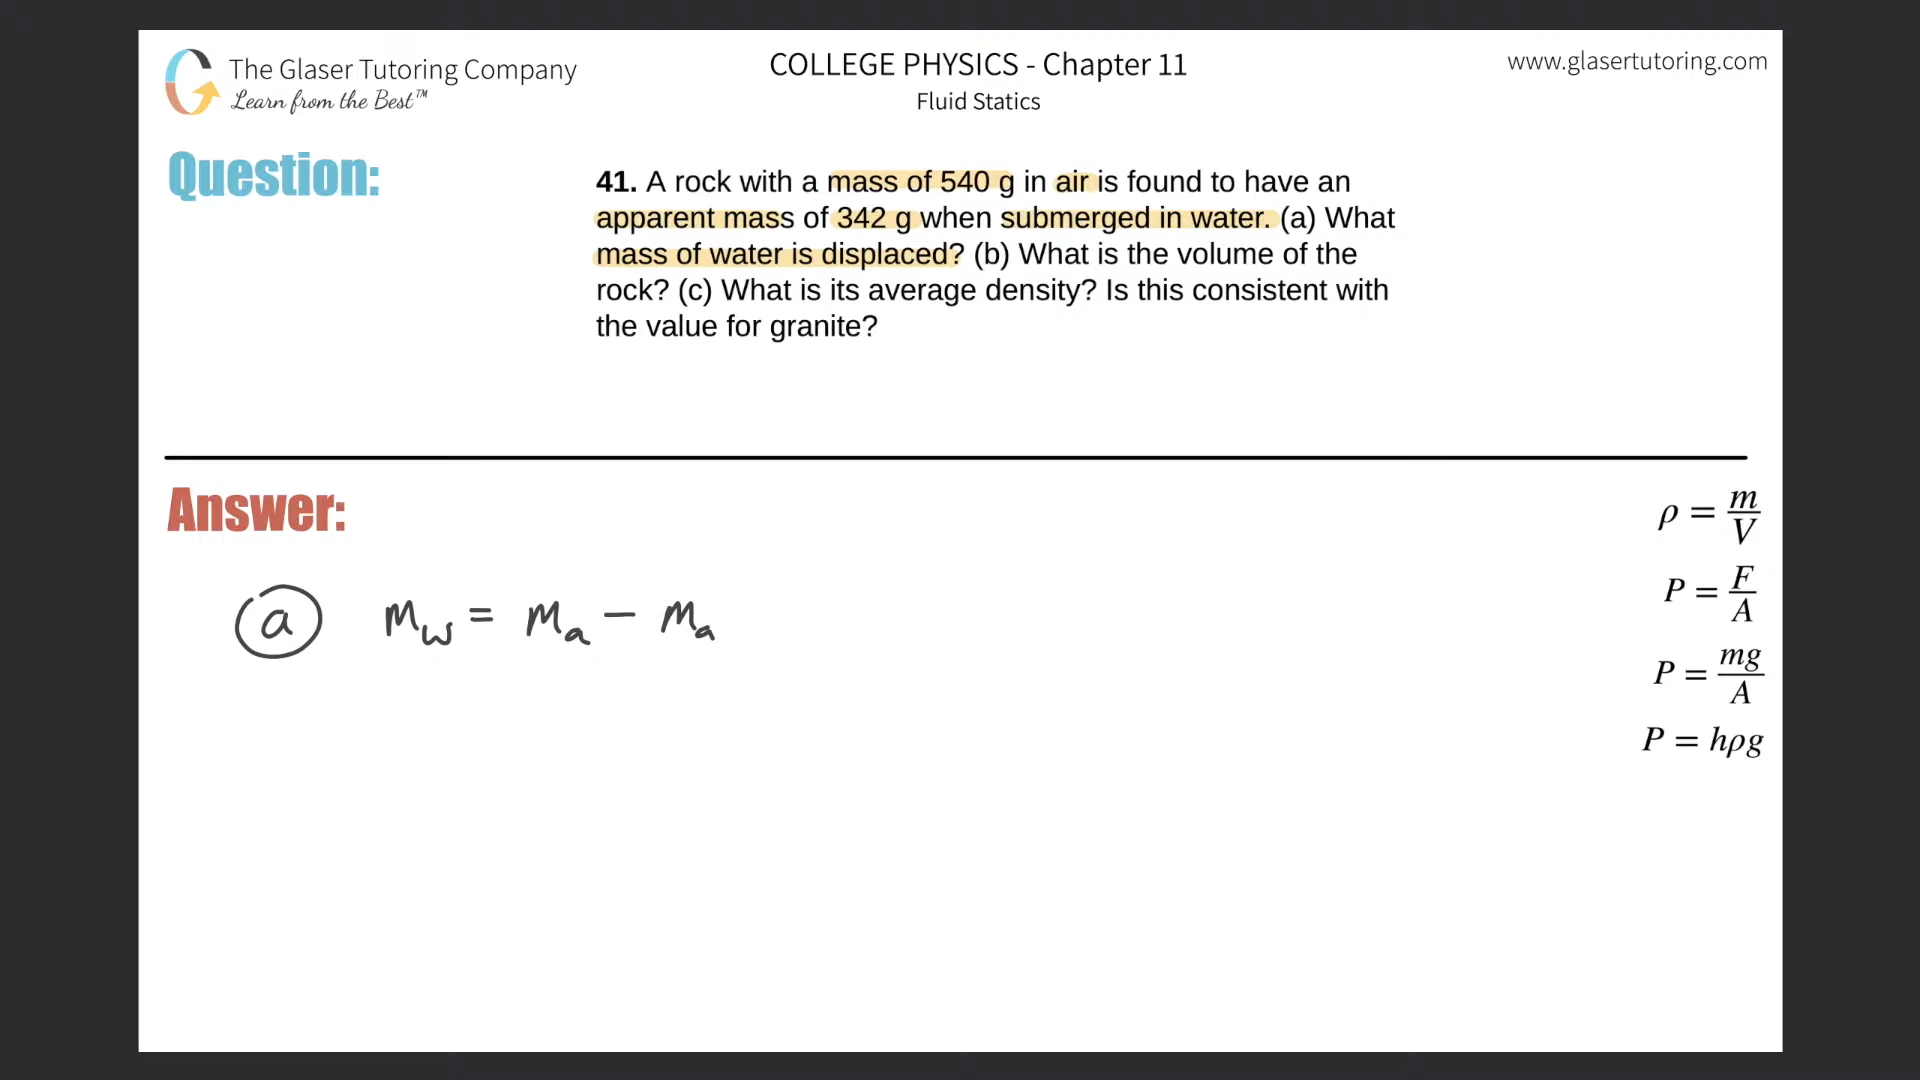 The Glaser Tutoring Company
Learn from the Best™
COLLEGE PHYSICS - Chapter 11
Fluid Statics
www.glasertutoring.com
Question:
41. A rock with a mass of 540 g in air is found to have an
apparent mass of 342 g when submerged in water. (a) What
mass of water is displaced? (b) What is the volume of the
rock? (c) What is its average density? Is this consistent with
the value for granite?
Answer:
ρ = m/V
P = F/A
P = mg/A
P = hρg
(a) m_w = m_a − m_a